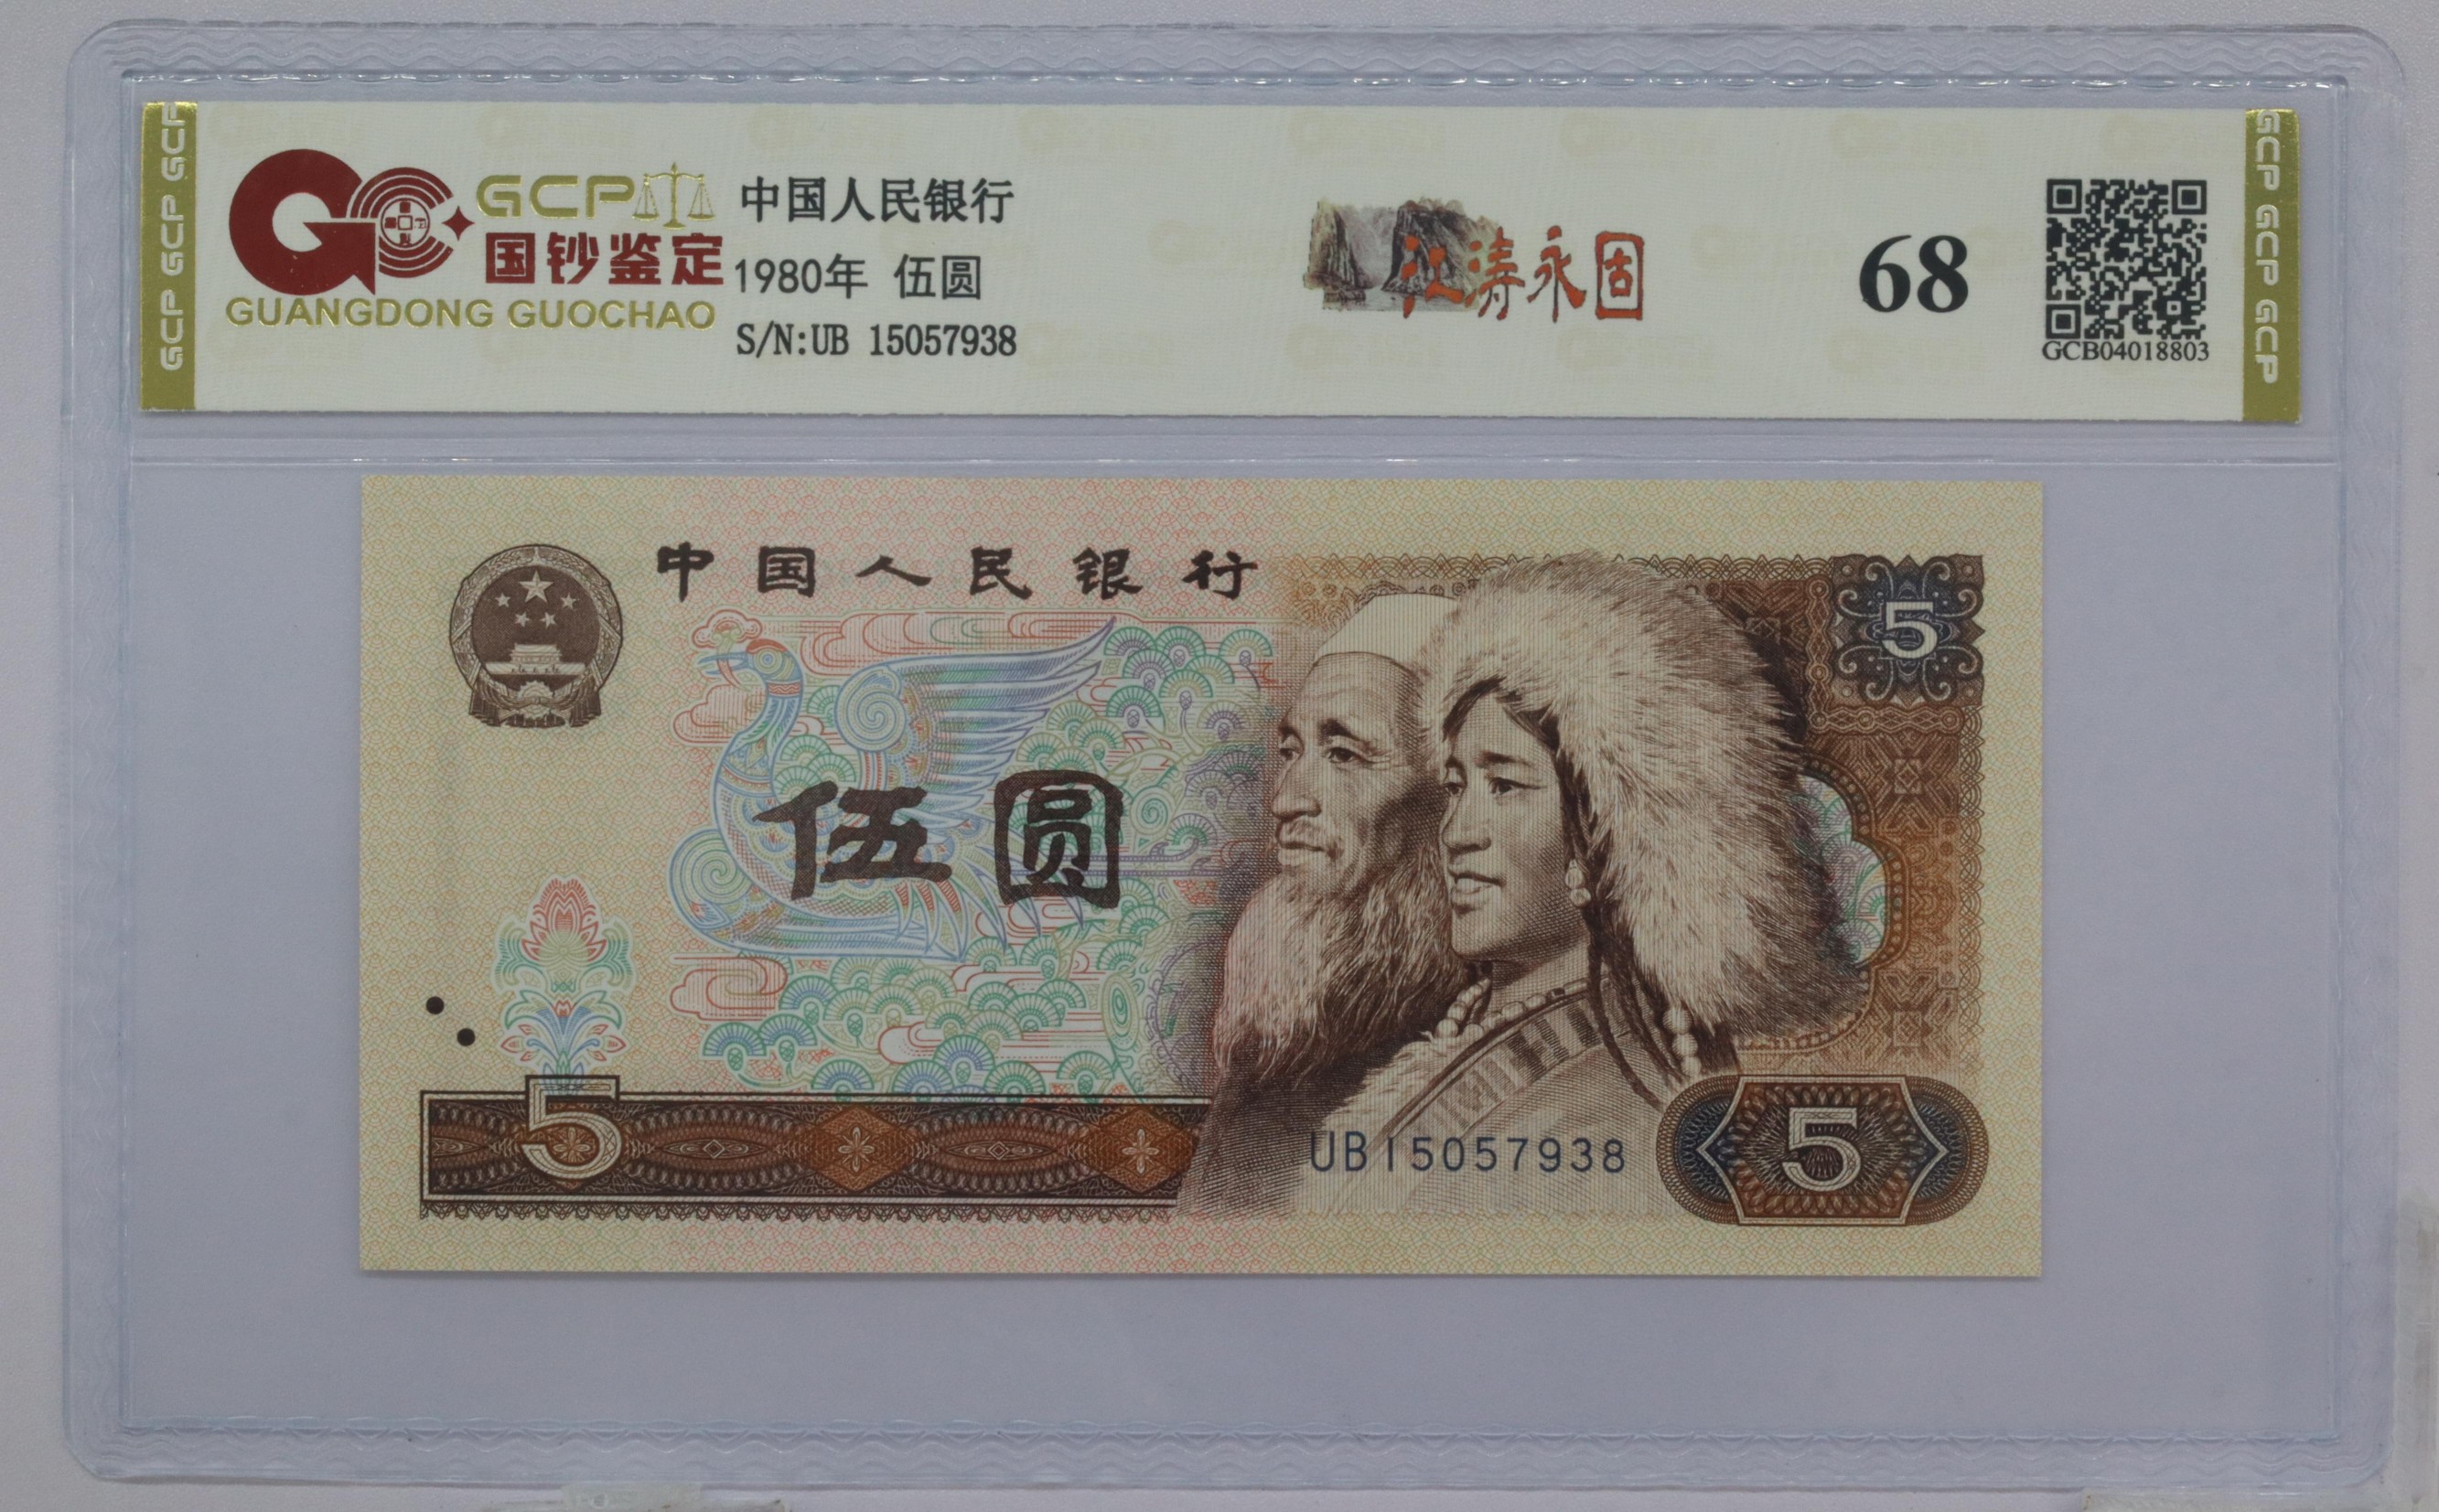 GCP GCP GCP
GCP
国钞鉴定
GUANGDONG GUOCHAO
中国人民银行
1980年 伍圆
S/N:UB 15057938
江涛永固
68
GCB04018803
GCP GCP GCP
中国人民银行
5
伍圆
5
UB15057938
5